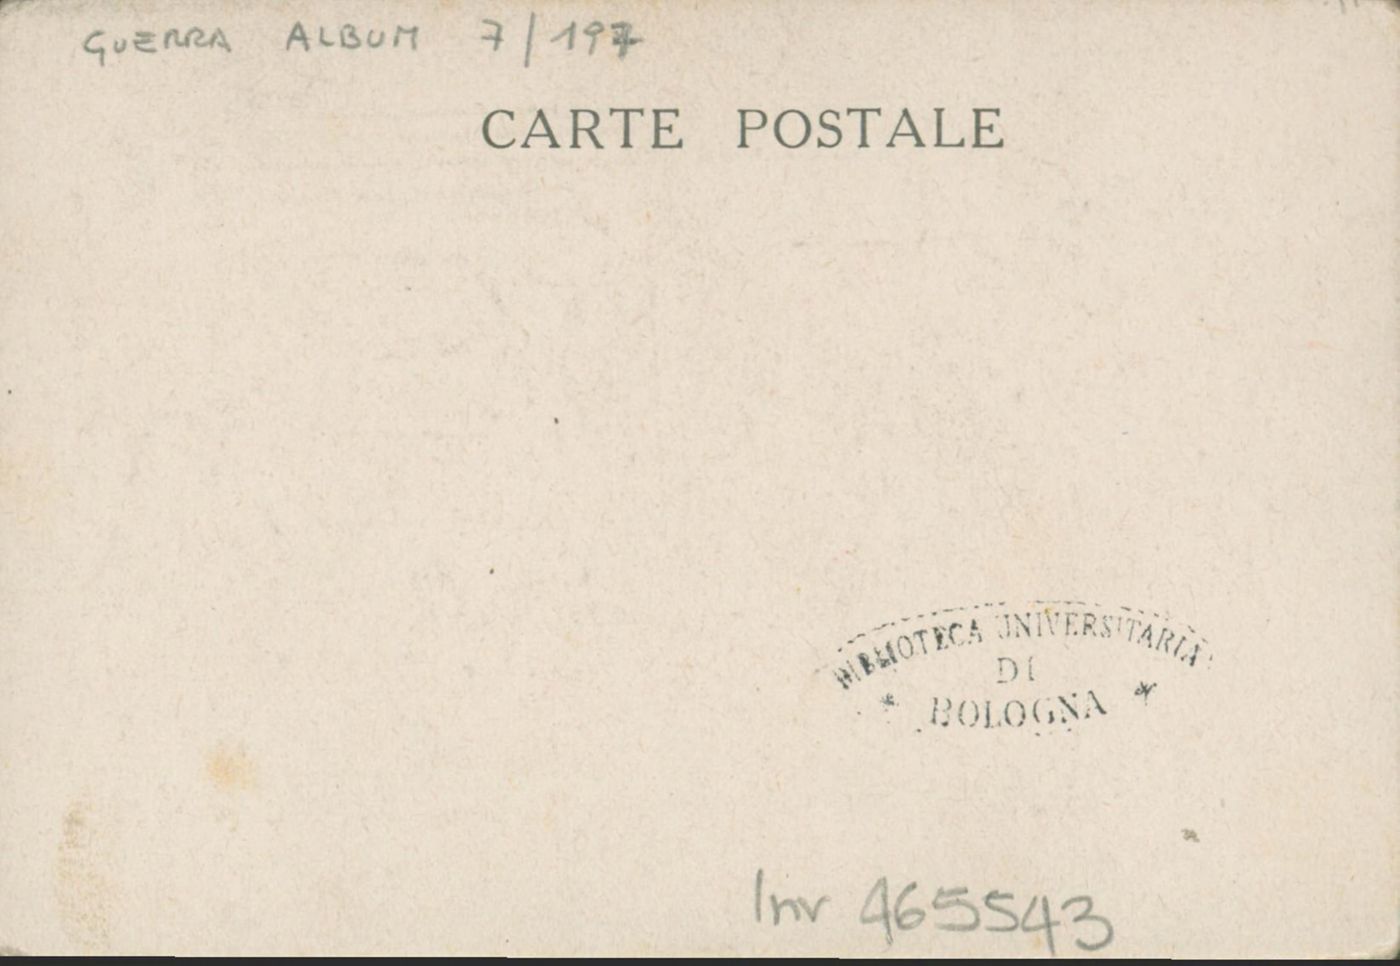 GUERRA ALBUM 7/197
CARTE POSTALE
BIBLIOTECA UNIVERSITARIA
DI
* BOLOGNA *
Inv 465543